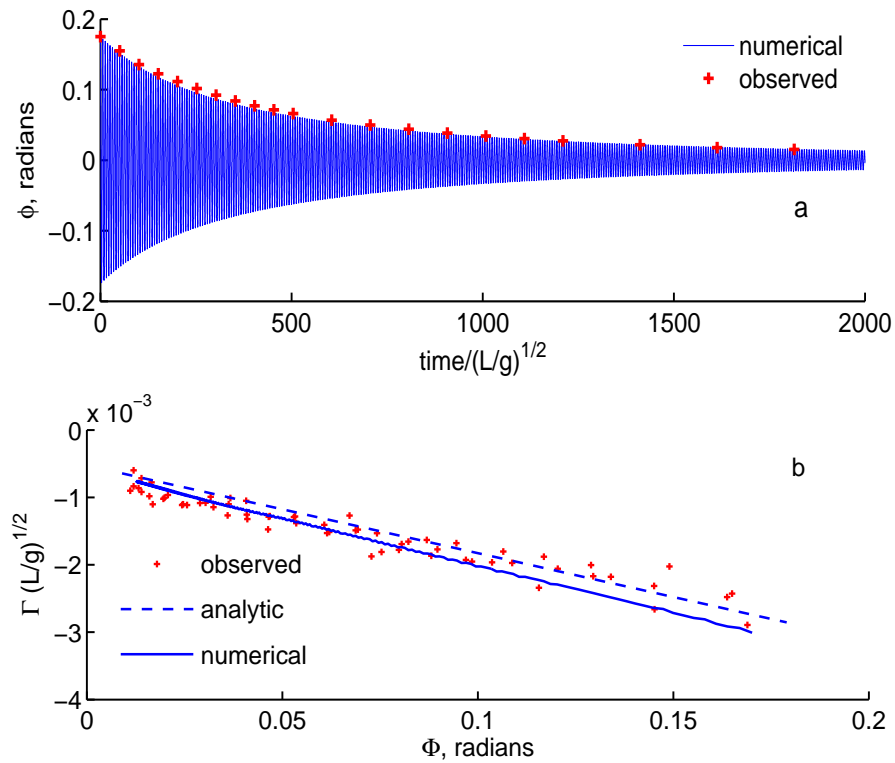 0.2
0.1
0
−0.1
−0.2
ϕ, radians
numerical
observed
a
0 500 1000 1500 2000
time/(L/g)^1/2
x 10^−3
0
−1
−2
−3
−4
Γ (L/g)^1/2
b
observed
analytic
numerical
0 0.05 0.1 0.15 0.2
Φ, radians